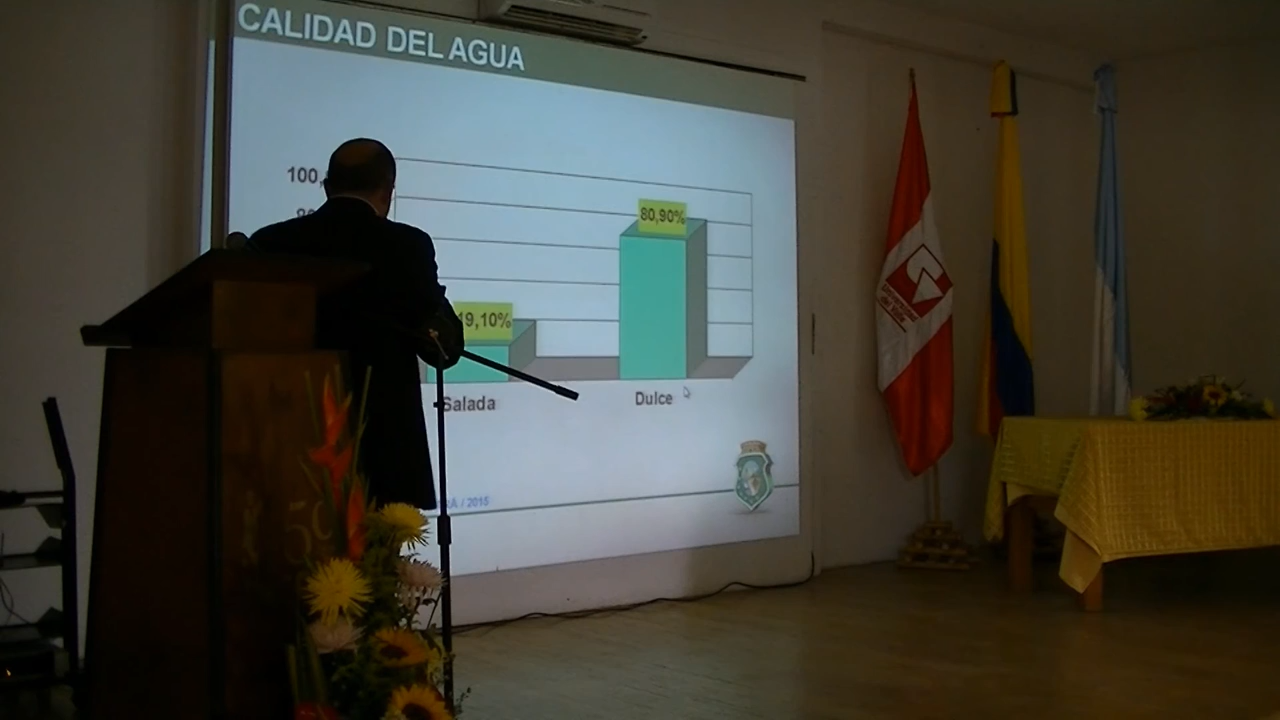 CALIDAD DEL AGUA
100,
80,90%
19,10%
Salada
Dulce
/ 2015